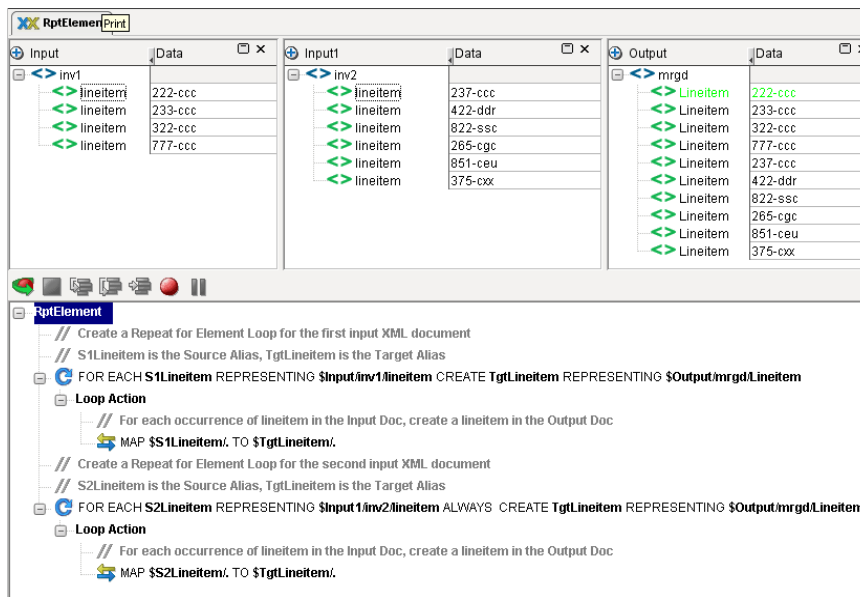 RptElemen Print
Input Data
inv1
lineitem 222-ccc
lineitem 233-ccc
lineitem 322-ccc
lineitem 777-ccc
Input1 Data
inv2
lineitem 237-ccc
lineitem 422-ddr
lineitem 822-ssc
lineitem 265-cgc
lineitem 851-ceu
lineitem 375-cxx
Output Data
mrgd
Lineitem 222-ccc
Lineitem 233-ccc
Lineitem 322-ccc
Lineitem 777-ccc
Lineitem 237-ccc
Lineitem 422-ddr
Lineitem 822-ssc
Lineitem 265-cgc
Lineitem 851-ceu
Lineitem 375-cxx
RptElement
// Create a Repeat for Element Loop for the first input XML document
// S1Lineitem is the Source Alias, TgtLineitem is the Target Alias
FOR EACH S1Lineitem REPRESENTING $Input/inv1/lineitem CREATE TgtLineitem REPRESENTING $Output/mrgd/Lineitem
Loop Action
// For each occurrence of lineitem in the Input Doc, create a lineitem in the Output Doc
MAP $S1Lineitem/. TO $TgtLineitem/.
// Create a Repeat for Element Loop for the second input XML document
// S2Lineitem is the Source Alias, TgtLineitem is the Target Alias
FOR EACH S2Lineitem REPRESENTING $Input1/inv2/lineitem ALWAYS CREATE TgtLineitem REPRESENTING $Output/mrgd/Lineitem
Loop Action
// For each occurrence of lineitem in the Input Doc, create a lineitem in the Output Doc
MAP $S2Lineitem/. TO $TgtLineitem/.